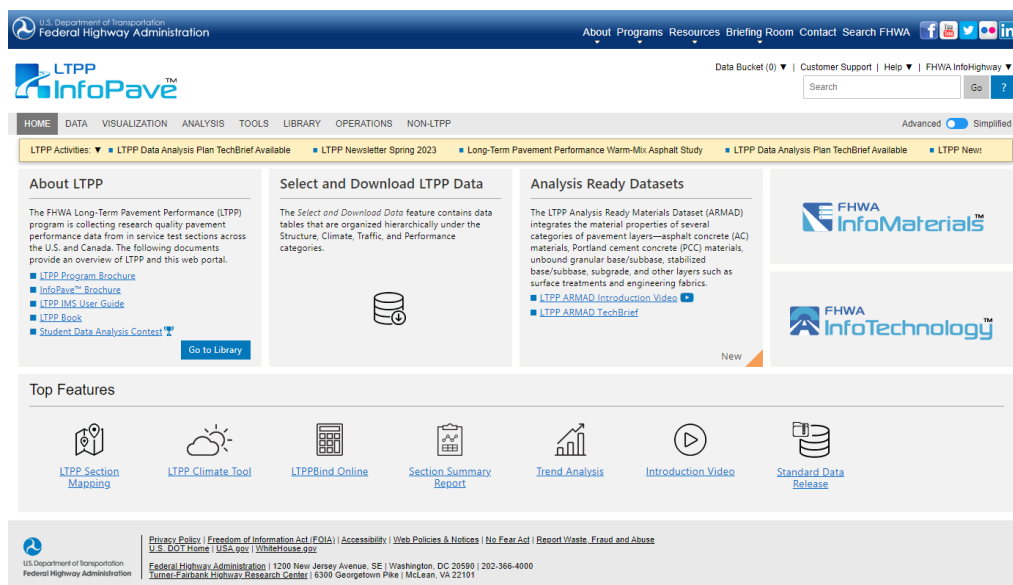 U.S. Department of Transportation
Federal Highway Administration
About Programs Resources Briefing Room Contact Search FHWA
You
Tube
LTPP
InfoPave™
Data Bucket (0) ▼ | Customer Support | Help ▼ | FHWA InfoHighway ▼
Search
Go ?
HOME DATA VISUALIZATION ANALYSIS TOOLS LIBRARY OPERATIONS NON-LTPP
Advanced Simplified
LTPP Activities: ▼ ■ LTPP Data Analysis Plan TechBrief Available ■ LTPP Newsletter Spring 2023 ■ Long-Term Pavement Performance Warm-Mix Asphalt Study ■ LTPP Data Analysis Plan TechBrief Available ■ LTPP News
About LTPP
The FHWA Long-Term Pavement Performance (LTPP)
program is collecting research quality pavement
performance data from in service test sections across
the U.S. and Canada. The following documents
provide an overview of LTPP and this web portal.
■ LTPP Program Brochure
■ InfoPave™ Brochure
■ LTPP IMS User Guide
■ LTPP Book
■ Student Data Analysis Contest
Go to Library
Select and Download LTPP Data
The Select and Download Data feature contains data
tables that are organized hierarchically under the
Structure, Climate, Traffic, and Performance
categories.
Analysis Ready Datasets
The LTPP Analysis Ready Materials Dataset (ARMAD)
integrates the material properties of several
categories of pavement layers—asphalt concrete (AC)
materials, Portland cement concrete (PCC) materials,
unbound granular base/subbase, stabilized
base/subbase, subgrade, and other layers such as
surface treatments and engineering fabrics.
■ LTPP ARMAD Introduction Video
■ LTPP ARMAD TechBrief
New
FHWA
InfoMaterials™
FHWA
InfoTechnology™
Top Features
LTPP Section
Mapping
LTPP Climate Tool
LTPPBind Online
Section Summary
Report
Trend Analysis
Introduction Video
Standard Data
Release
U.S. Department of Transportation
Federal Highway Administration
Privacy Policy | Freedom of Information Act (FOIA) | Accessibility | Web Policies & Notices | No Fear Act | Report Waste, Fraud and Abuse
U.S. DOT Home | USA.gov | WhiteHouse.gov
Federal Highway Administration | 1200 New Jersey Avenue, SE | Washington, DC 20590 | 202-366-4000
Turner-Fairbank Highway Research Center | 6300 Georgetown Pike | McLean, VA 22101